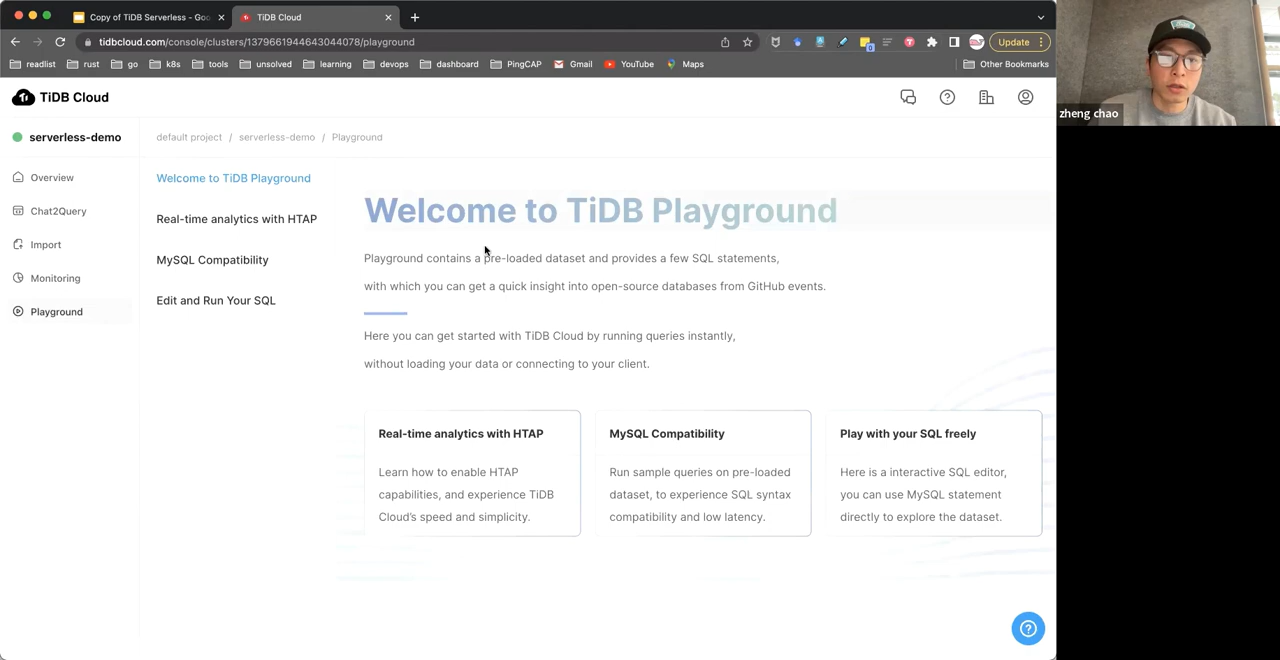 Copy of TiDB Serverless - Goo
TiDB Cloud
tidbcloud.com/console/clusters/1379661944643044078/playground
0
Update
readlist
rust
go
k8s
tools
unsolved
learning
devops
dashboard
PingCAP
Gmail
YouTube
Maps
Other Bookmarks
zheng chao
TiDB Cloud
serverless-demo
default project / serverless-demo / Playground
Overview
Chat2Query
Import
Monitoring
Playground
Welcome to TiDB Playground
Real-time analytics with HTAP
MySQL Compatibility
Edit and Run Your SQL
Welcome to TiDB Playground
Playground contains a pre-loaded dataset and provides a few SQL statements,
with which you can get a quick insight into open-source databases from GitHub events.
Here you can get started with TiDB Cloud by running queries instantly,
without loading your data or connecting to your client.
Real-time analytics with HTAP
Learn how to enable HTAP
capabilities, and experience TiDB
Cloud's speed and simplicity.
MySQL Compatibility
Run sample queries on pre-loaded
dataset, to experience SQL syntax
compatibility and low latency.
Play with your SQL freely
Here is a interactive SQL editor,
you can use MySQL statement
directly to explore the dataset.